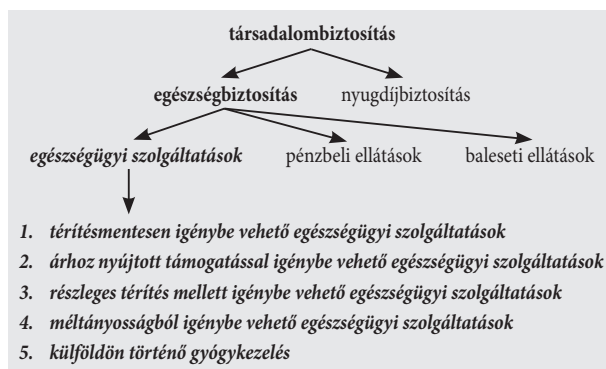 társadalombiztosítás
egészségbiztosítás nyugdíjbiztosítás
egészségügyi szolgáltatások pénzbeli ellátások baleseti ellátások
1. térítésmentesen igénybe vehető egészségügyi szolgáltatások
2. árhoz nyújtott támogatással igénybe vehető egészségügyi szolgáltatások
3. részleges térítés mellett igénybe vehető egészségügyi szolgáltatások
4. méltányosságból igénybe vehető egészségügyi szolgáltatások
5. külföldön történő gyógykezelés